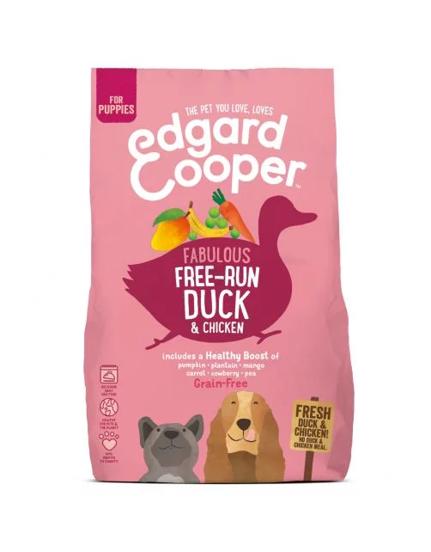 FOR
PUPPIES
THE PET YOU LOVE, LOVES
edgard
Cooper
TM
FABULOUS
FREE-RUN
DUCK
& CHICKEN
includes a Healthy Boost of
pumpkin • plantain • mango
carrot • cowberry • pea
Grain-Free
FRESH
DUCK &
CHICKEN!
NO DUCK &
CHICKEN MEAL